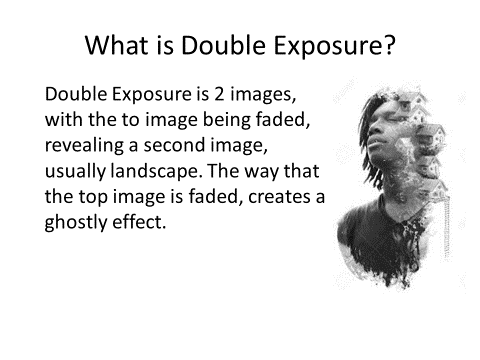 What is Double Exposure?
Double Exposure is 2 images,
with the to image being faded,
revealing a second image,
usually landscape. The way that
the top image is faded, creates a
ghostly effect.